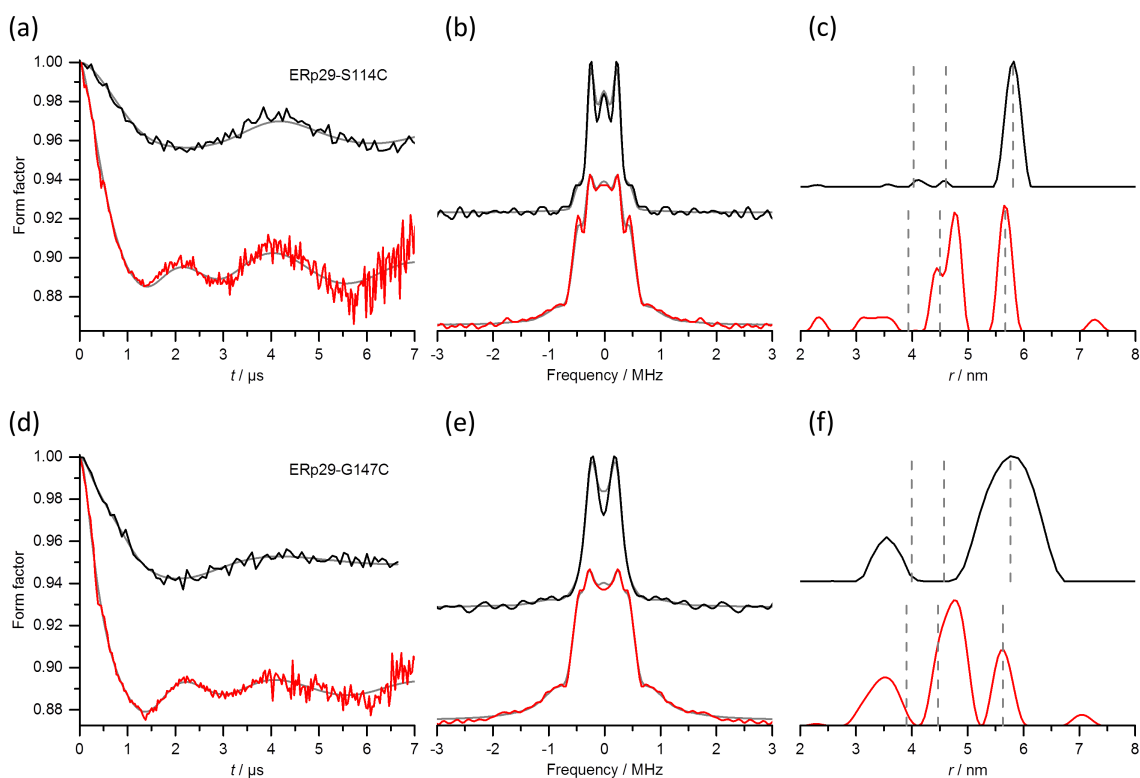 (a) (b) (c)
ERp29-S114C
Form factor
1.00
0.98
0.96
0.94
0.92
0.90
0.88
0 1 2 3 4 5 6 7
t / µs
-3 -2 -1 0 1 2 3
Frequency / MHz
2 3 4 5 6 7 8
r / nm
(d) (e) (f)
ERp29-G147C
Form factor
1.00
0.98
0.96
0.94
0.92
0.90
0.88
0 1 2 3 4 5 6 7
t / µs
-3 -2 -1 0 1 2 3
Frequency / MHz
2 3 4 5 6 7 8
r / nm